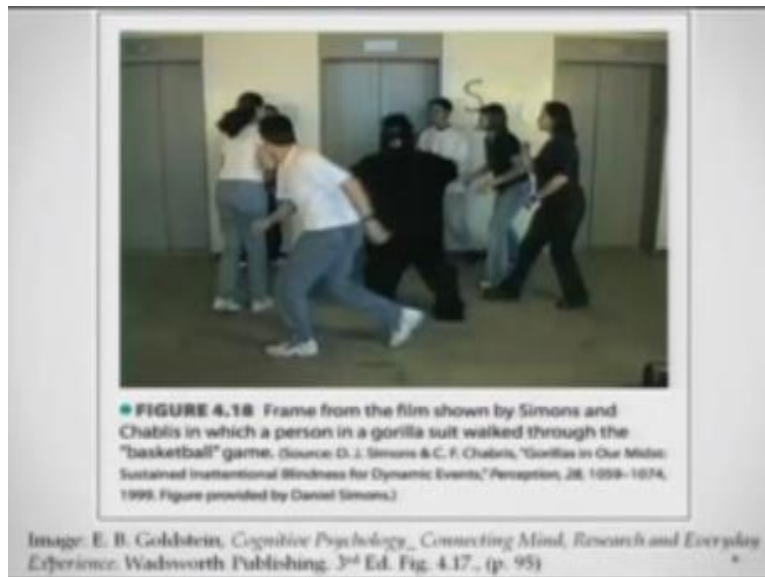 S
FIGURE 4.18 Frame from the film shown by Simons and
Chablis in which a person in a gorilla suit walked through the
"basketball" game. (Source: D. J. Simons & C. F. Chabris, "Gorillas in Our Midst:
Sustained Inattentional Blindness for Dynamic Events," Perception, 28, 1059–1074,
1999. Figure provided by Daniel Simons.)
Image: E. B. Goldstein, Cognitive Psychology_ Connecting Mind, Research and Everyday
Experience. Wadsworth Publishing. 3rd Ed. Fig. 4.17., (p. 95)